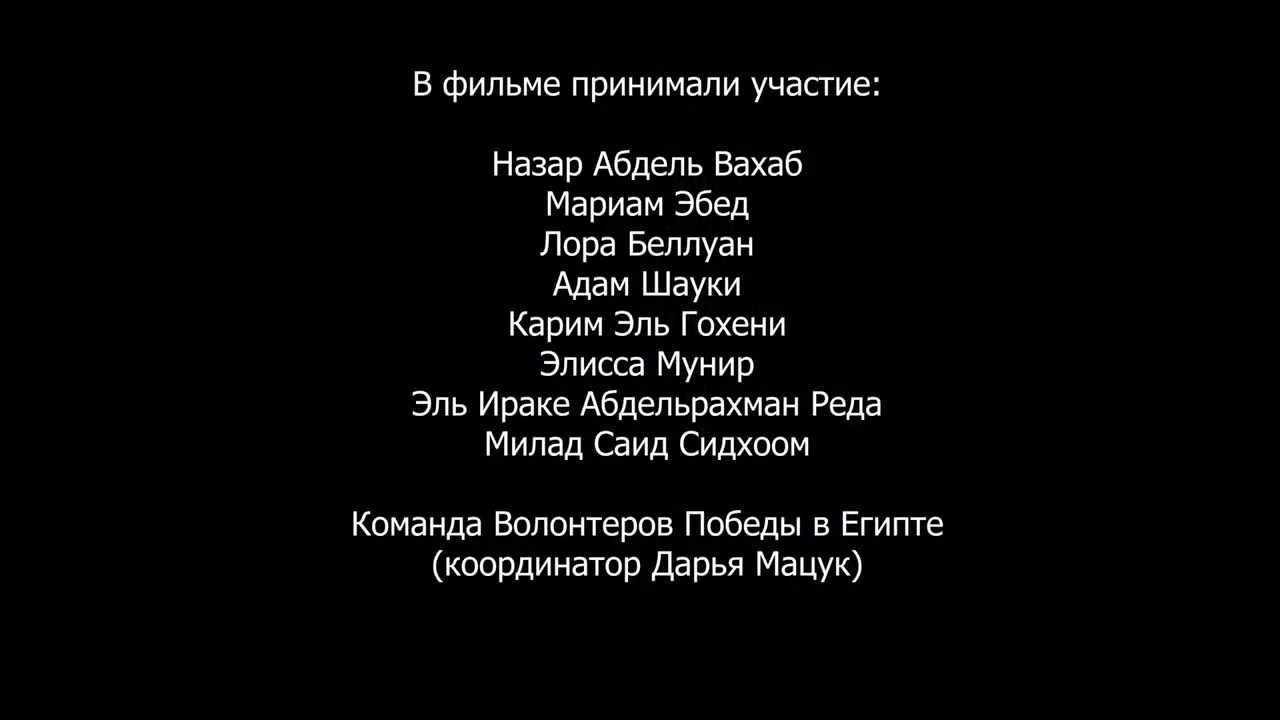 В фильме принимали участие:
Назар Абдель Вахаб
Мариам Эбед
Лора Беллуан
Адам Шауки
Карим Эль Гохени
Элисса Мунир
Эль Ираке Абдельрахман Реда
Милад Саид Сидхоом
Команда Волонтеров Победы в Египте
(координатор Дарья Мацук)